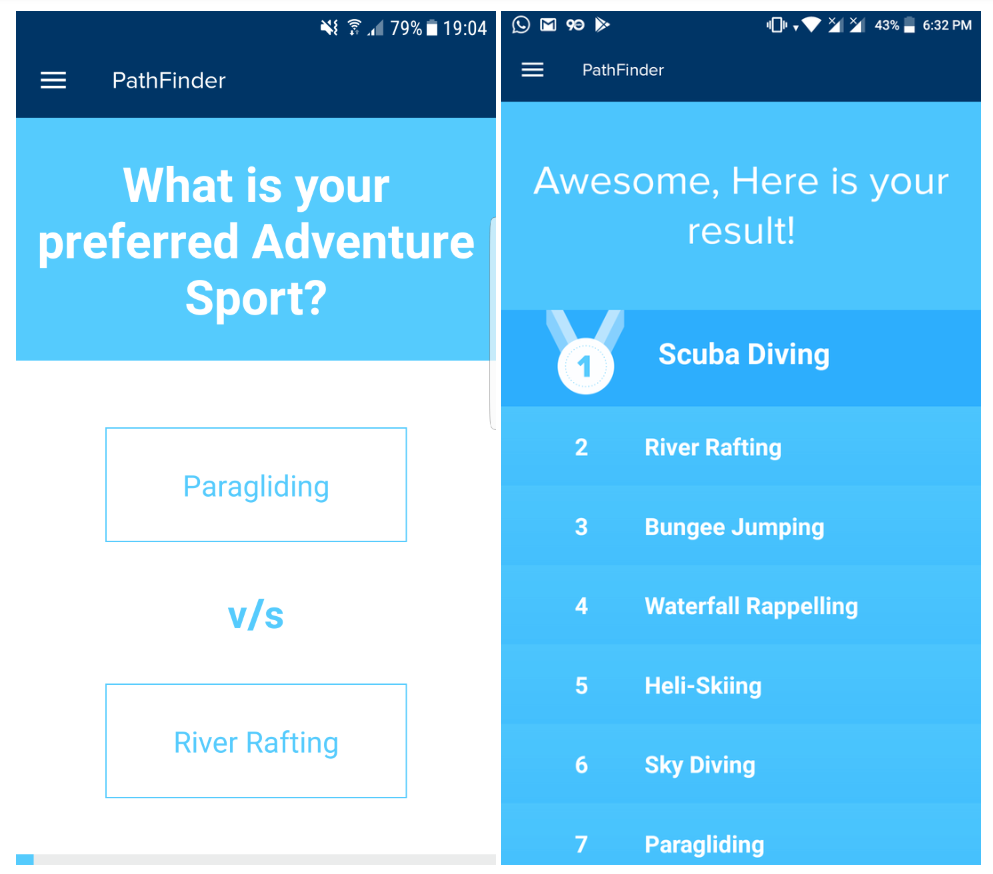 79% 19:04
PathFinder
What is your
preferred Adventure
Sport?
Paragliding
v/s
River Rafting
43% 6:32 PM
PathFinder
Awesome, Here is your
result!
1 Scuba Diving
2 River Rafting
3 Bungee Jumping
4 Waterfall Rappelling
5 Heli-Skiing
6 Sky Diving
7 Paragliding